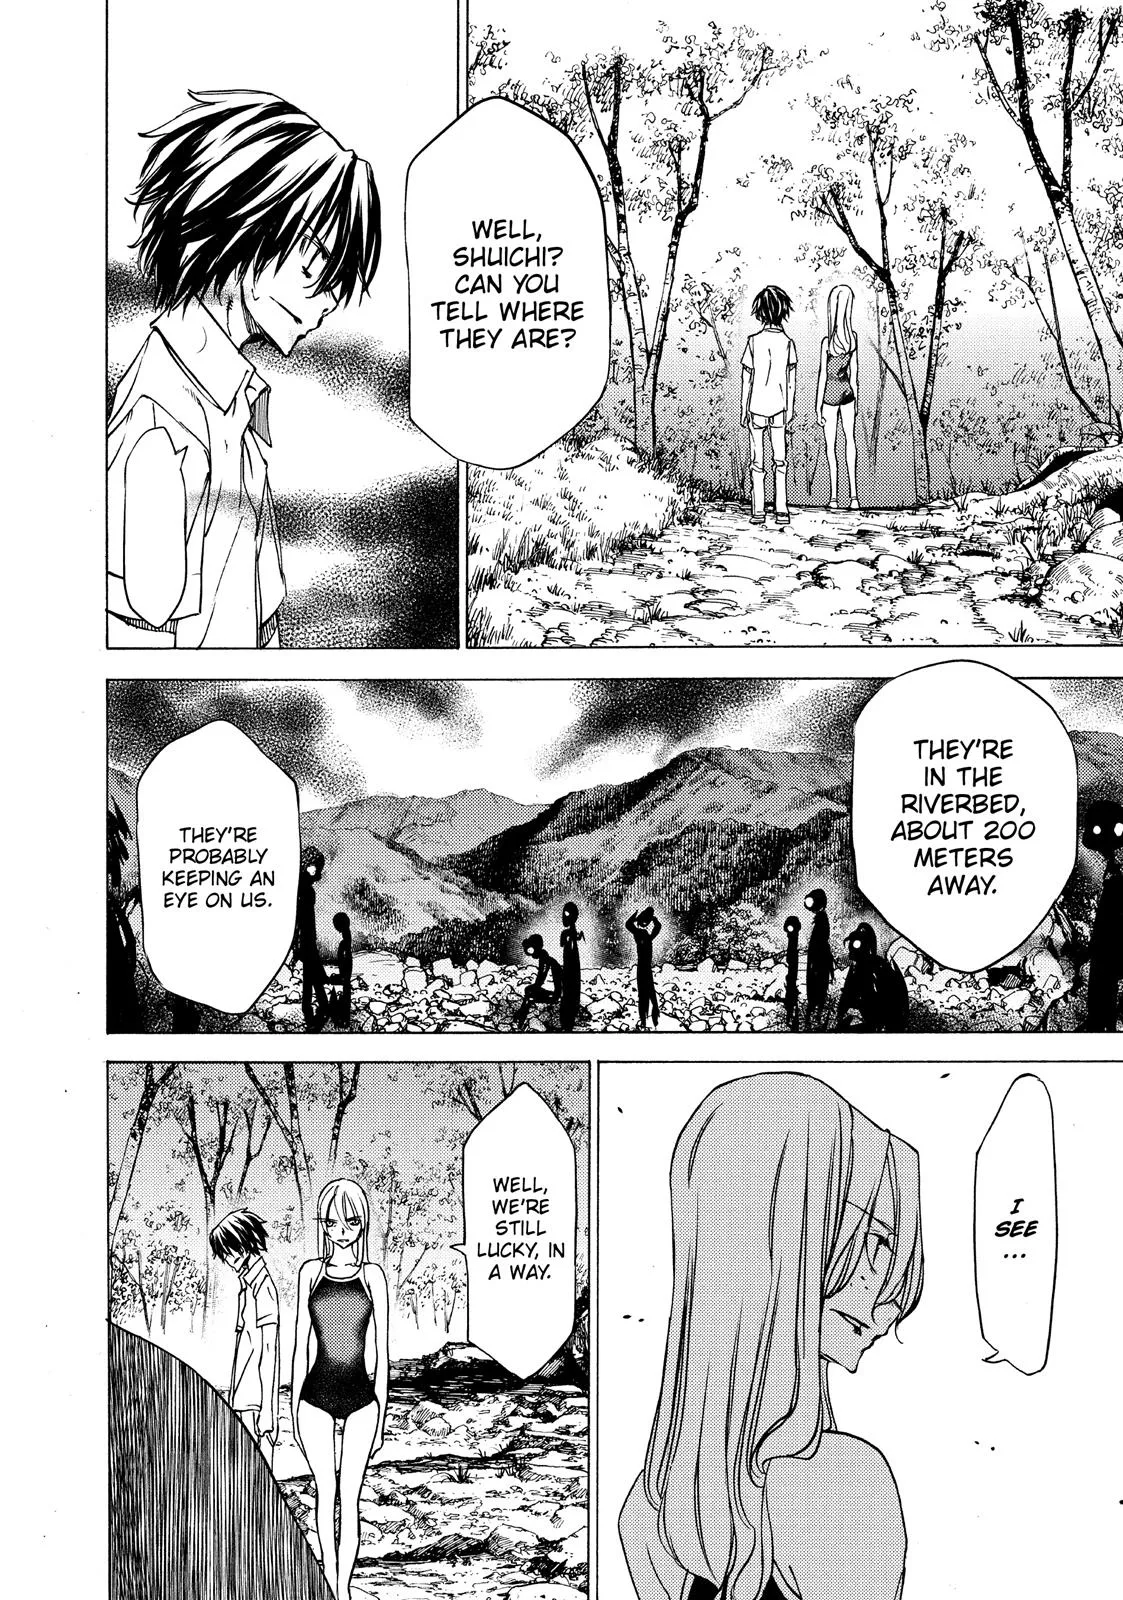 WELL,
SHUICHI?
CAN YOU
TELL WHERE
THEY ARE?
THEY'RE
IN THE
RIVERBED,
ABOUT 200
METERS
AWAY.
THEY'RE
PROBABLY
KEEPING AN
EYE ON US.
I
SEE
...
WELL,
WE'RE
STILL
LUCKY, IN
A WAY.